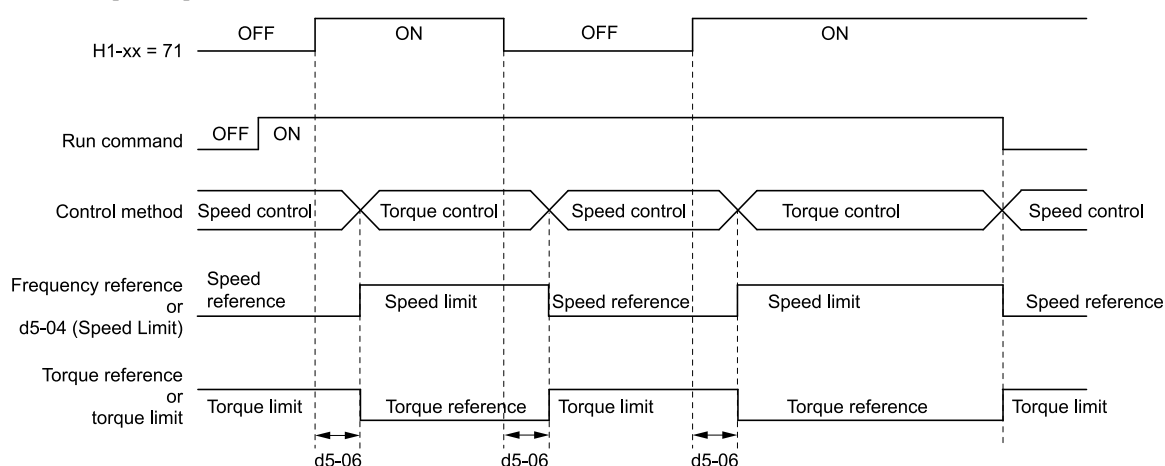 OFF ON OFF ON
H1-xx = 71
Run command OFF ON
Control method Speed control Torque control Speed control Torque control Speed control
Frequency reference
or
d5-04 (Speed Limit)
Speed
reference Speed limit Speed reference Speed limit Speed reference
Torque reference
or
torque limit
Torque limit Torque reference Torque limit Torque reference Torque limit
d5-06 d5-06 d5-06